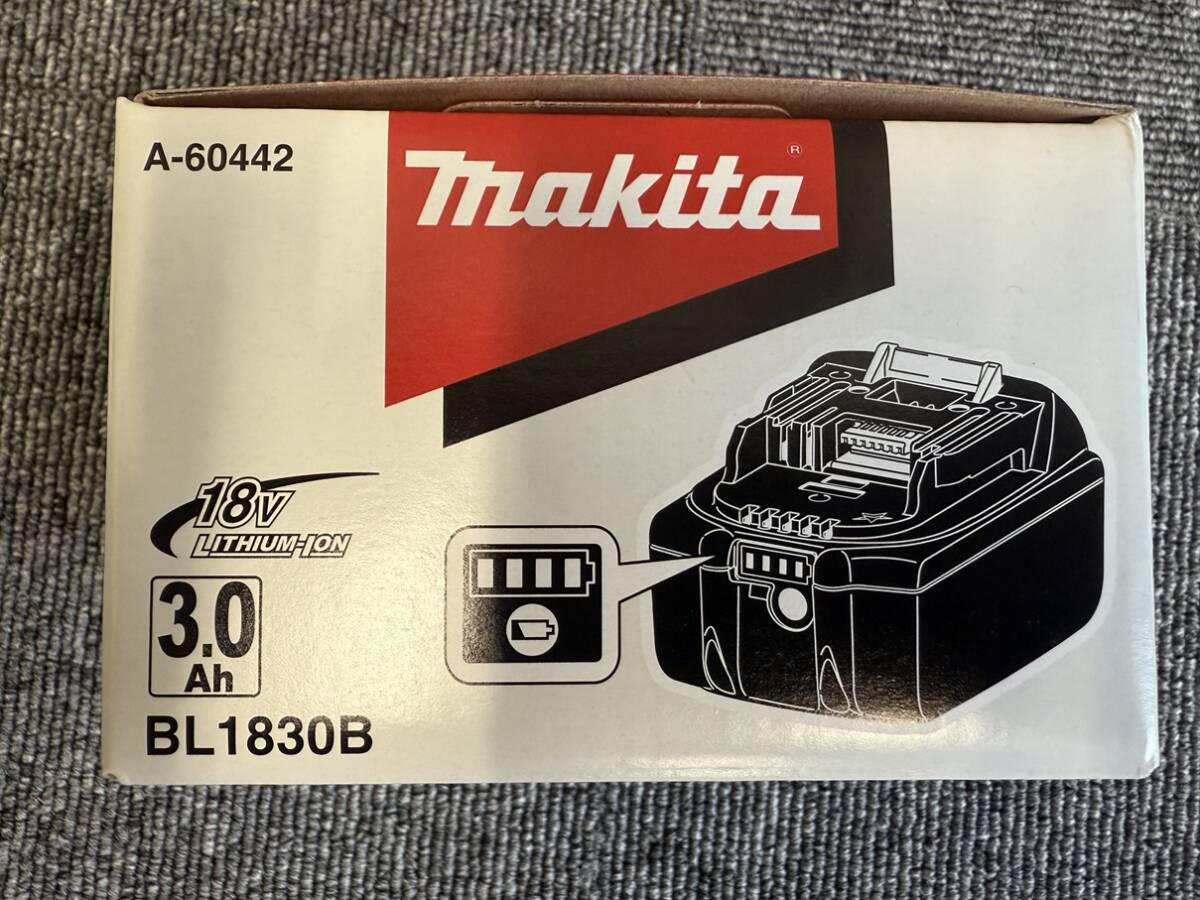 A-60442
makita®
18V
LITHIUM-ION
3.0
Ah
BL1830B